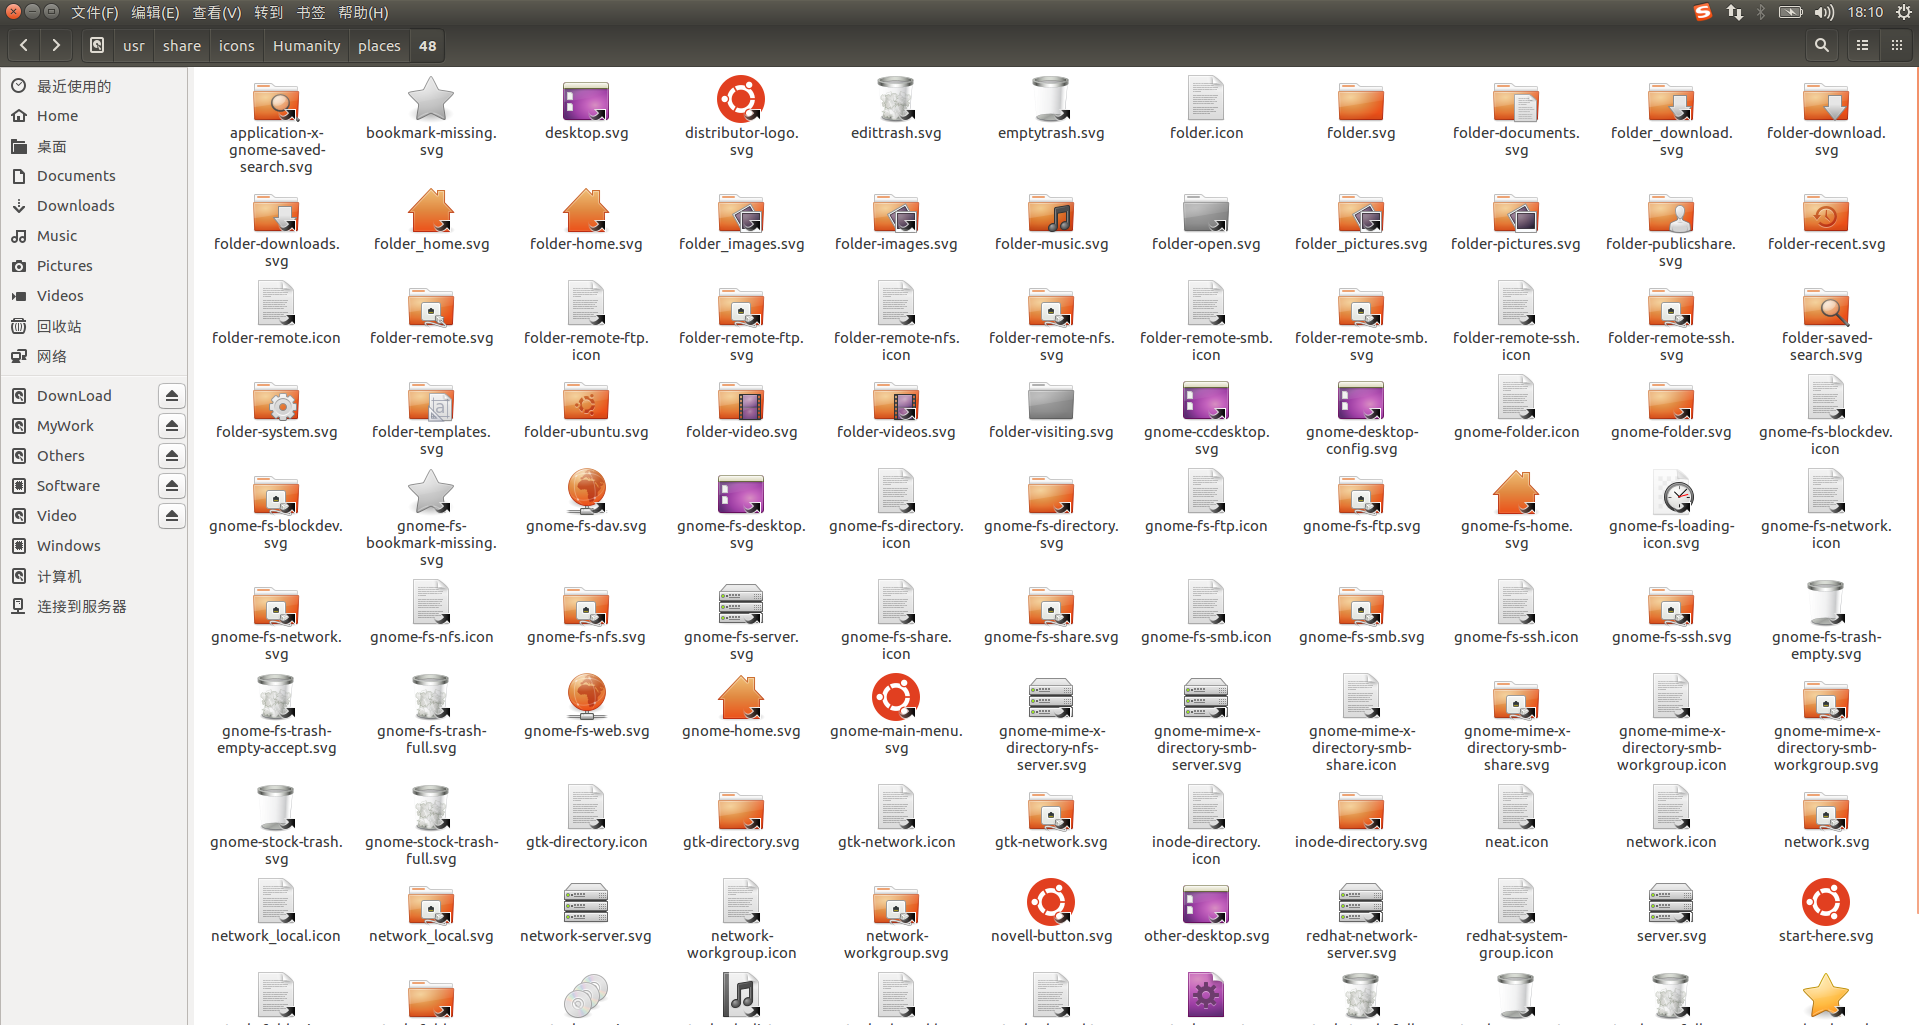 文件(F) 编辑(E) 查看(V) 转到 书签 帮助(H) 18:10
usr share icons Humanity places 48
最近使用的
Home
桌面
Documents
Downloads
Music
Pictures
Videos
回收站
网络
DownLoad
MyWork
Others
Software
Video
Windows
计算机
连接到服务器
application-x-
gnome-saved-
search.svg
bookmark-missing.
svg
desktop.svg
distributor-logo.
svg
edittrash.svg
emptytrash.svg
folder.icon
folder.svg
folder-documents.
svg
folder_download.
svg
folder-download.
svg
folder-downloads.
svg
folder_home.svg
folder-home.svg
folder_images.svg
folder-images.svg
folder-music.svg
folder-open.svg
folder_pictures.svg
folder-pictures.svg
folder-publicshare.
svg
folder-recent.svg
folder-remote.icon
folder-remote.svg
folder-remote-ftp.
icon
folder-remote-ftp.
svg
folder-remote-nfs.
icon
folder-remote-nfs.
svg
folder-remote-smb.
icon
folder-remote-smb.
svg
folder-remote-ssh.
icon
folder-remote-ssh.
svg
folder-saved-
search.svg
folder-system.svg
folder-templates.
svg
folder-ubuntu.svg
folder-video.svg
folder-videos.svg
folder-visiting.svg
gnome-ccdesktop.
svg
gnome-desktop-
config.svg
gnome-folder.icon
gnome-folder.svg
gnome-fs-blockdev.
icon
gnome-fs-blockdev.
svg
gnome-fs-
bookmark-missing.
svg
gnome-fs-dav.svg
gnome-fs-desktop.
svg
gnome-fs-directory.
icon
gnome-fs-directory.
svg
gnome-fs-ftp.icon
gnome-fs-ftp.svg
gnome-fs-home.
svg
gnome-fs-loading-
icon.svg
gnome-fs-network.
icon
gnome-fs-network.
svg
gnome-fs-nfs.icon
gnome-fs-nfs.svg
gnome-fs-server.
svg
gnome-fs-share.
icon
gnome-fs-share.svg
gnome-fs-smb.icon
gnome-fs-smb.svg
gnome-fs-ssh.icon
gnome-fs-ssh.svg
gnome-fs-trash-
empty.svg
gnome-fs-trash-
empty-accept.svg
gnome-fs-trash-
full.svg
gnome-fs-web.svg
gnome-home.svg
gnome-main-menu.
svg
gnome-mime-x-
directory-nfs-
server.svg
gnome-mime-x-
directory-smb-
server.svg
gnome-mime-x-
directory-smb-
share.icon
gnome-mime-x-
directory-smb-
share.svg
gnome-mime-x-
directory-smb-
workgroup.icon
gnome-mime-x-
directory-smb-
workgroup.svg
gnome-stock-trash.
svg
gnome-stock-trash-
full.svg
gtk-directory.icon
gtk-directory.svg
gtk-network.icon
gtk-network.svg
inode-directory.
icon
inode-directory.svg
neat.icon
network.icon
network.svg
network_local.icon
network_local.svg
network-server.svg
network-
workgroup.icon
network-
workgroup.svg
novell-button.svg
other-desktop.svg
redhat-network-
server.svg
redhat-system-
group.icon
server.svg
start-here.svg